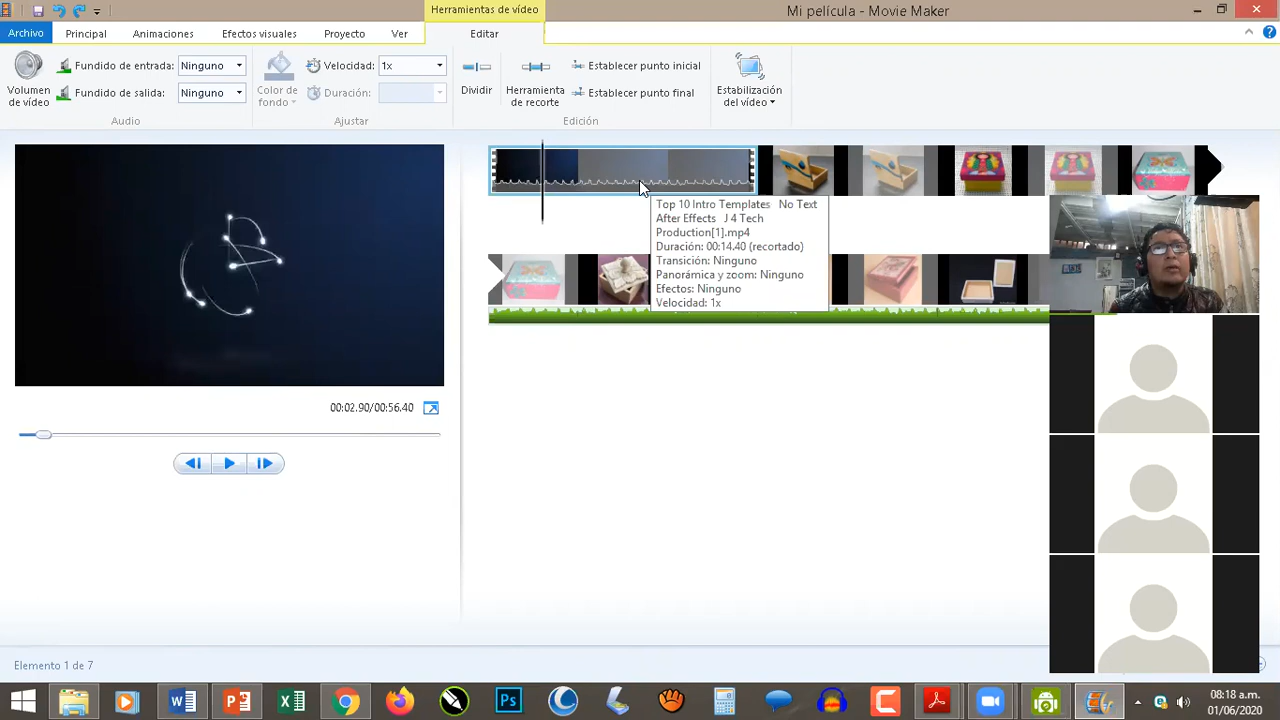 Herramientas de vídeo
Mi película - Movie Maker
Archivo
Principal
Animaciones
Efectos visuales
Proyecto
Ver
Editar
Volumen de vídeo
Fundido de entrada: Ninguno
Fundido de salida: Ninguno
Audio
Color de fondo
Velocidad: 1x
Duración:
Ajustar
Dividir
Herramienta de recorte
Establecer punto inicial
Establecer punto final
Edición
Estabilización del vídeo
Top 10 Intro Templates No Text
After Effects J 4 Tech
Production[1].mp4
Duración: 00:14.40 (recortado)
Transición: Ninguno
Panorámica y zoom: Ninguno
Efectos: Ninguno
Velocidad: 1x
00:02.90/00:56.40
Elemento 1 de 7
08:18 a.m.
01/06/2020